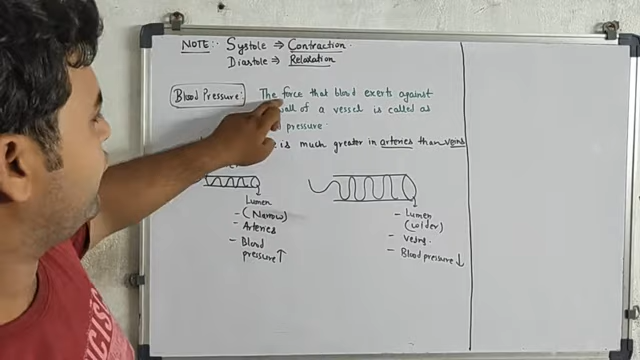 NOTE:- Systole ⇒ Contraction.
Diastole ⇒ Relaxation
Blood Pressure: The force that blood exerts against
wall of a vessel is called as
pressure.
is much greater in arteries than veins
Lumen
- (Narrow)
- Arteries
- Blood
pressure ↑
- Lumen
(wider)
- Veins.
- Blood pressure ↓
CINS